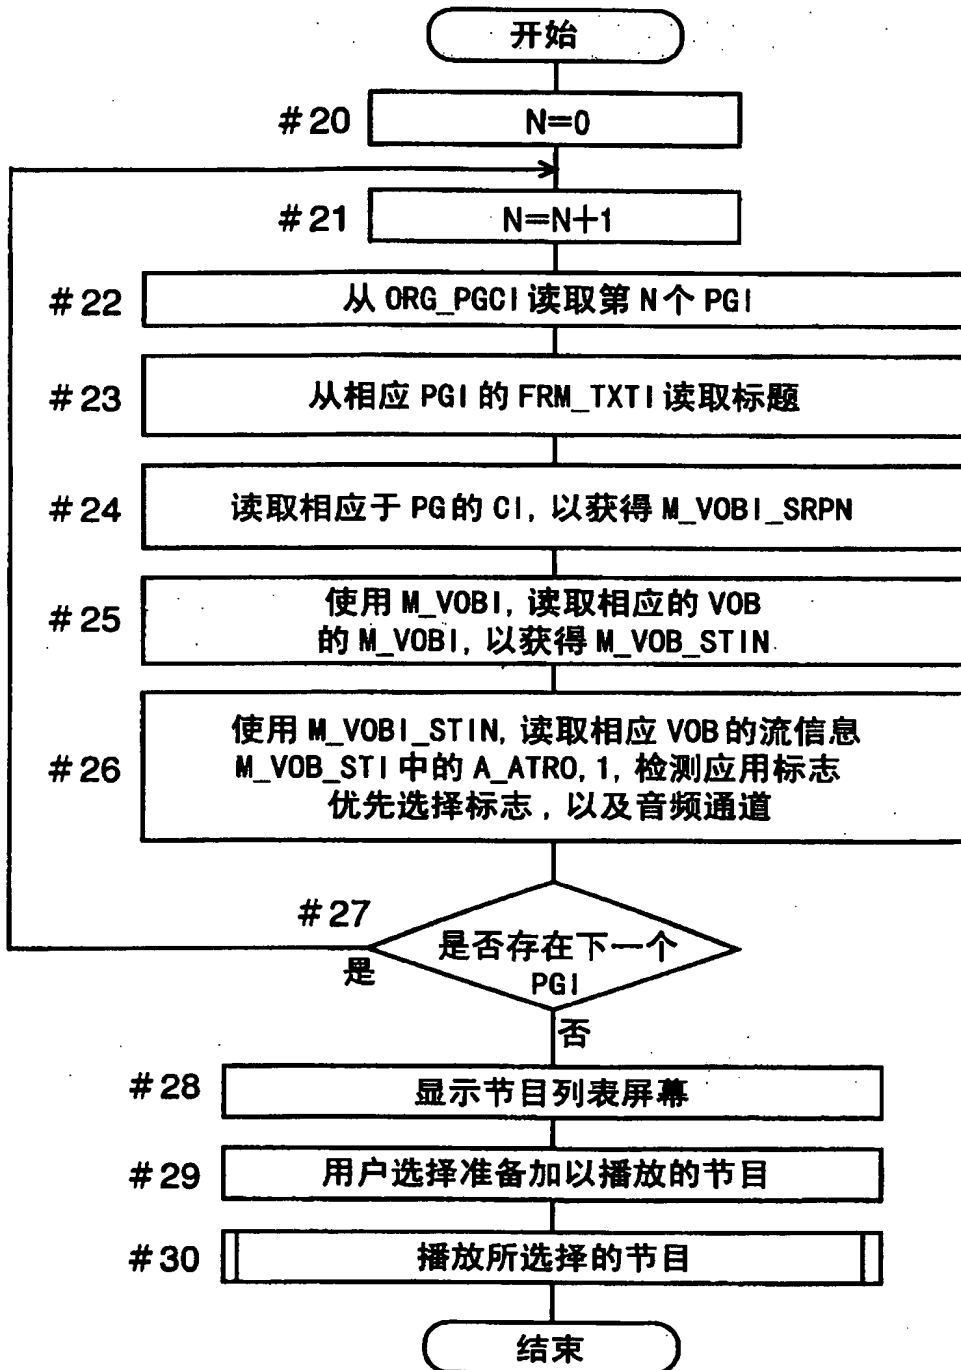 开始
#20
N=0
#21
N=N+1
#22
从 ORG_PGCI 读取第 N 个 PGI
#23
从相应 PGI 的 FRM_TXTI 读取标题
#24
读取相应于 PG 的 CI, 以获得 M_VOBI_SRPN
#25
使用 M_VOBI, 读取相应的 VOB
的 M_VOBI, 以获得 M_VOB_STIN
#26
使用 M_VOBI_STIN, 读取相应 VOB 的流信息
M_VOB_STI 中的 A_ATRO, 1, 检测应用标志
优先选择标志, 以及音频通道
#27
是否存在下一个
PGI
是
否
#28
显示节目列表屏幕
#29
用户选择准备加以播放的节目
#30
播放所选择的节目
结束